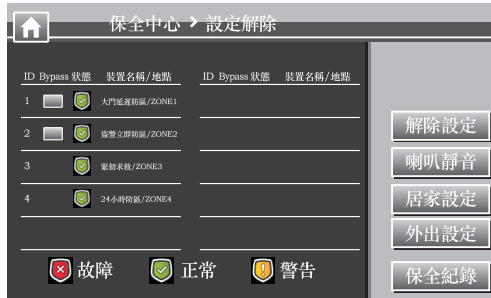 保全中心 > 設定解除
ID Bypass 狀態 裝置名稱/地點 ID Bypass 狀態 裝置名稱/地點
1 大門延遲防區/ZONE1
2 窗警立即防區/ZONE2
3 緊急求救/ZONE3
4 24小時防區/ZONE4
故障 正常 警告
解除設定
喇叭靜音
居家設定
外出設定
保全紀錄